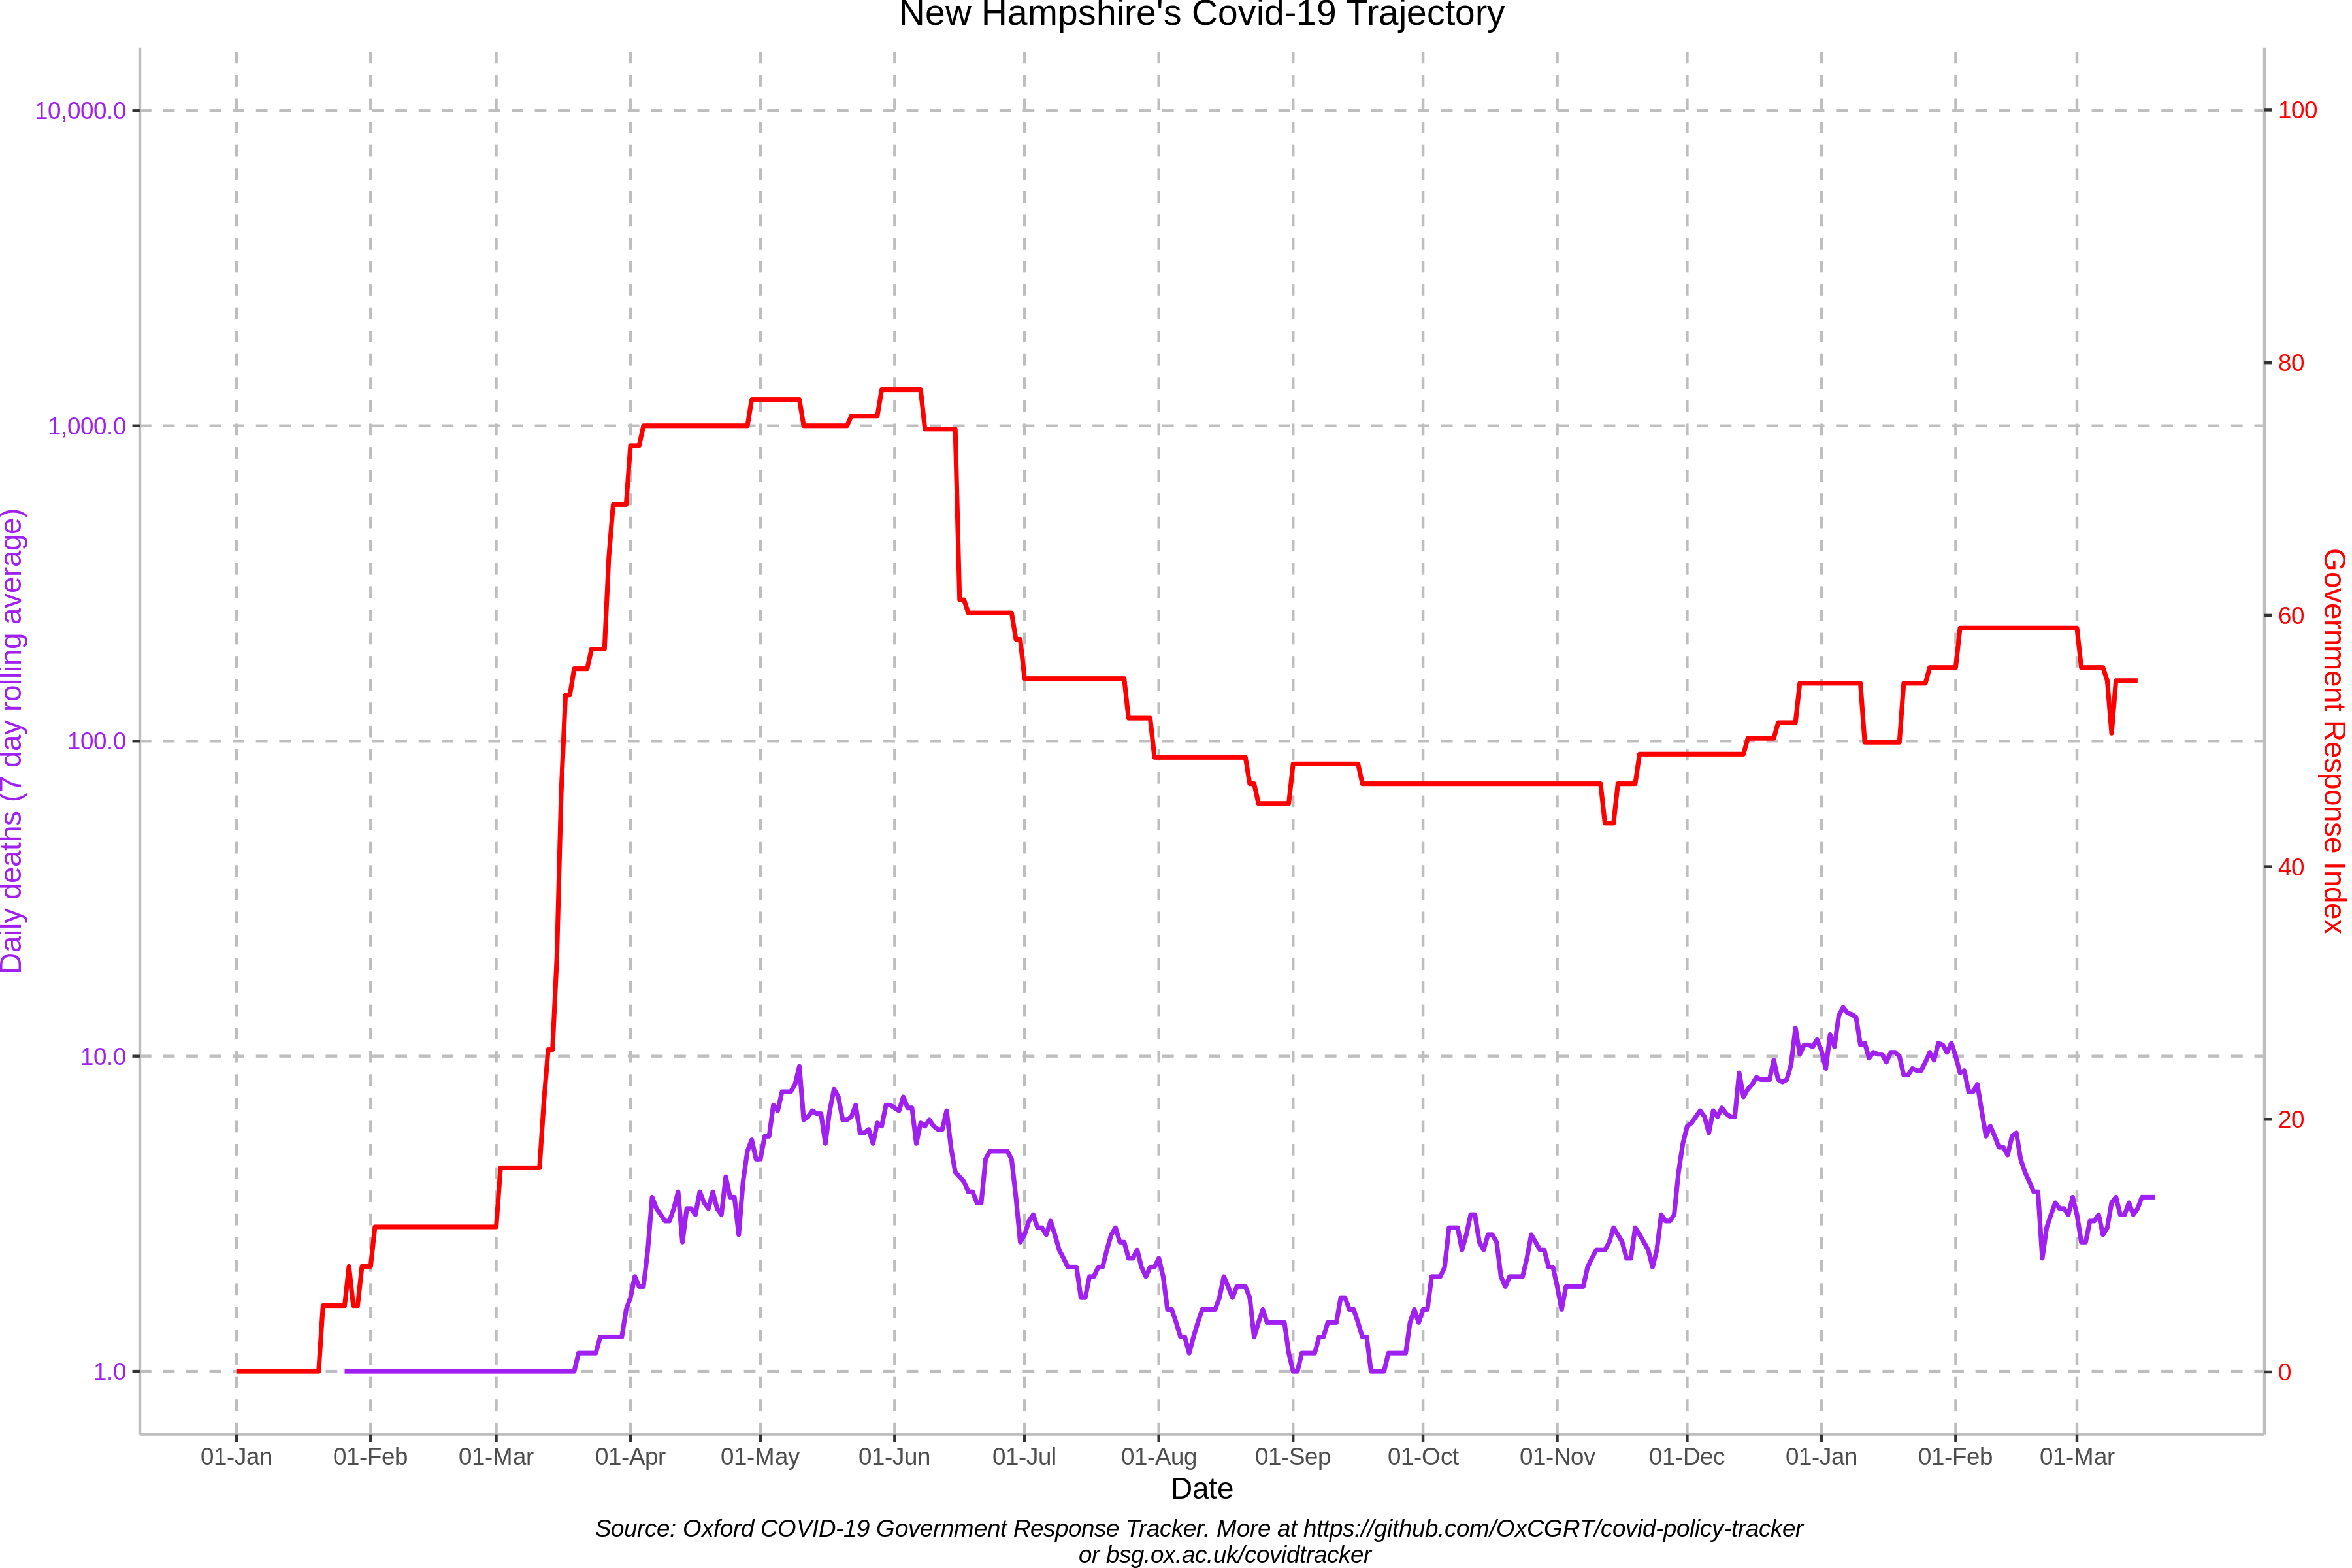 New Hampshire's Covid-19 Trajectory
Daily deaths (7 day rolling average)
10,000.0
1,000.0
100.0
10.0
1.0
100
80
60
40
20
0
Government Response Index
01-Jan 01-Feb 01-Mar 01-Apr 01-May 01-Jun 01-Jul 01-Aug 01-Sep 01-Oct 01-Nov 01-Dec 01-Jan 01-Feb 01-Mar
Date
Source: Oxford COVID-19 Government Response Tracker. More at https://github.com/OxCGRT/covid-policy-tracker
or bsg.ox.ac.uk/covidtracker